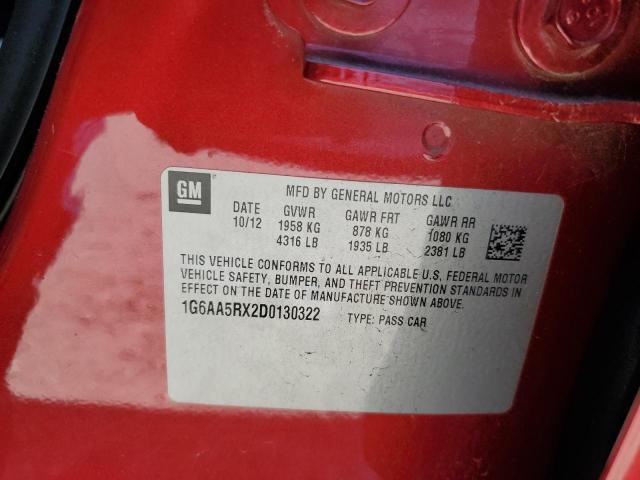 GM
MFD BY GENERAL MOTORS LLC
DATE GVWR GAWR FRT GAWR RR
10/12 1958 KG 878 KG 1080 KG
4316 LB 1935 LB 2381 LB
THIS VEHICLE CONFORMS TO ALL APPLICABLE U.S. FEDERAL MOTOR
VEHICLE SAFETY, BUMPER, AND THEFT PREVENTION STANDARDS IN
EFFECT ON THE DATE OF MANUFACTURE SHOWN ABOVE.
1G6AA5RX2D0130322 TYPE: PASS CAR